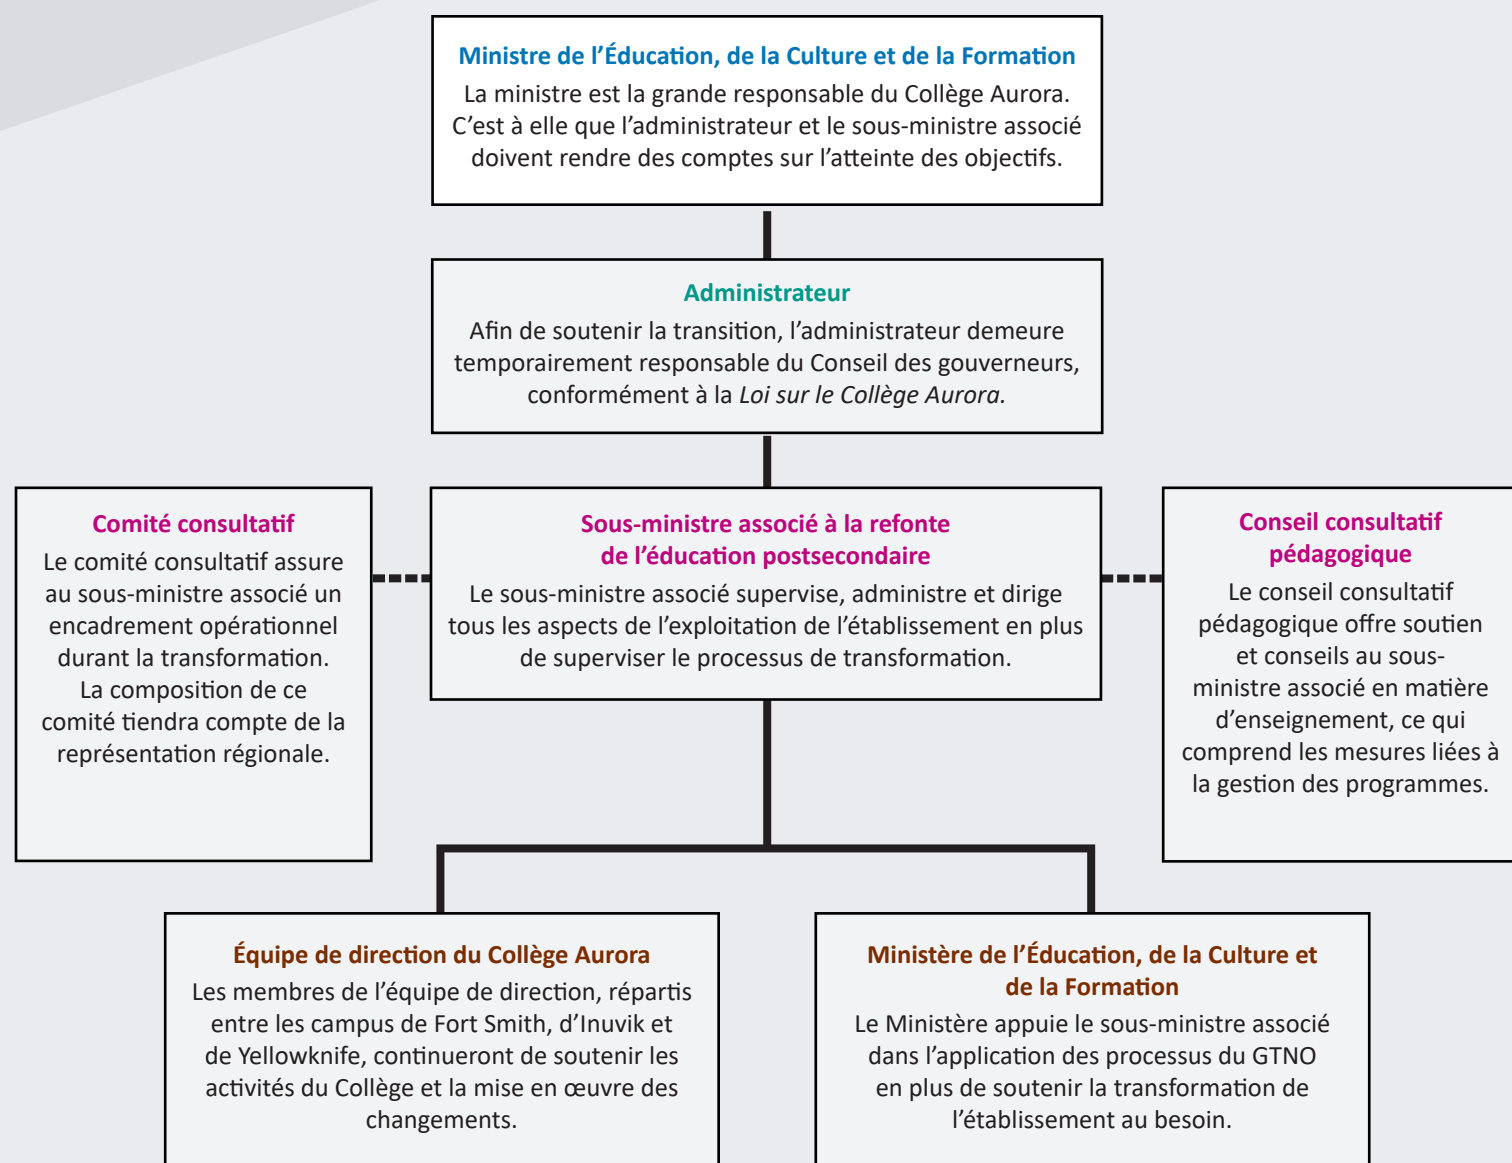 Ministre de l’Éducation, de la Culture et de la Formation
La ministre est la grande responsable du Collège Aurora.
C’est à elle que l’administrateur et le sous-ministre associé
doivent rendre des comptes sur l’atteinte des objectifs.
Administrateur
Afin de soutenir la transition, l’administrateur demeure
temporairement responsable du Conseil des gouverneurs,
conformément à la Loi sur le Collège Aurora.
Comité consultatif
Le comité consultatif assure
au sous-ministre associé un
encadrement opérationnel
durant la transformation.
La composition de ce
comité tiendra compte de la
représentation régionale.
Sous-ministre associé à la refonte
de l’éducation postsecondaire
Le sous-ministre associé supervise, administre et dirige
tous les aspects de l’exploitation de l’établissement en plus
de superviser le processus de transformation.
Conseil consultatif
pédagogique
Le conseil consultatif
pédagogique offre soutien
et conseils au sous-
ministre associé en matière
d’enseignement, ce qui
comprend les mesures liées à
la gestion des programmes.
Équipe de direction du Collège Aurora
Les membres de l’équipe de direction, répartis
entre les campus de Fort Smith, d’Inuvik et
de Yellowknife, continueront de soutenir les
activités du Collège et la mise en œuvre des
changements.
Ministère de l’Éducation, de la Culture et
de la Formation
Le Ministère appuie le sous-ministre associé
dans l’application des processus du GTNO
en plus de soutenir la transformation de
l’établissement au besoin.